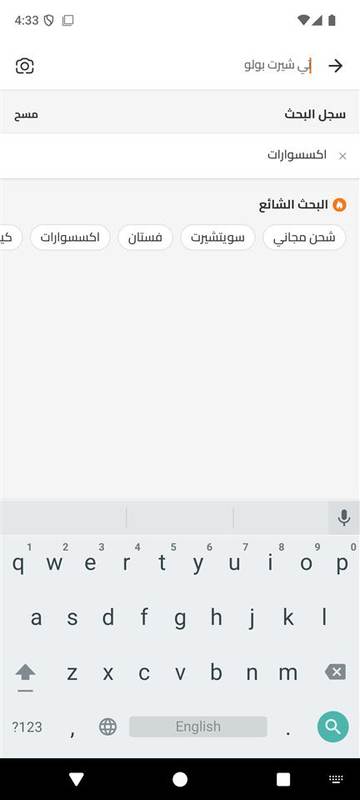 4:33
تي شيرت بولو
سجل البحث
مسح
اكسسوارات
البحث الشائع
شحن مجاني
سويتشيرت
فستان
اكسسوارات
1 2 3 4 5 6 7 8 9 0
q w e r t y u i o p
a s d f g h j k l
z x c v b n m
?123 , English .